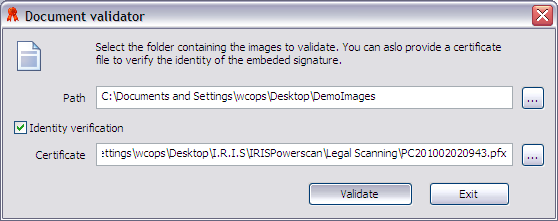 Document validator
Select the folder containing the images to validate. You can aslo provide a certificate
file to verify the identity of the embeded signature.
Path C:\Documents and Settings\wcops\Desktop\DemoImages ...
Identity verification
Certificate ettings\wcops\Desktop\I.R.I.S\IRISPowerscan\Legal Scanning\PC201002020943.pfx ...
Validate Exit